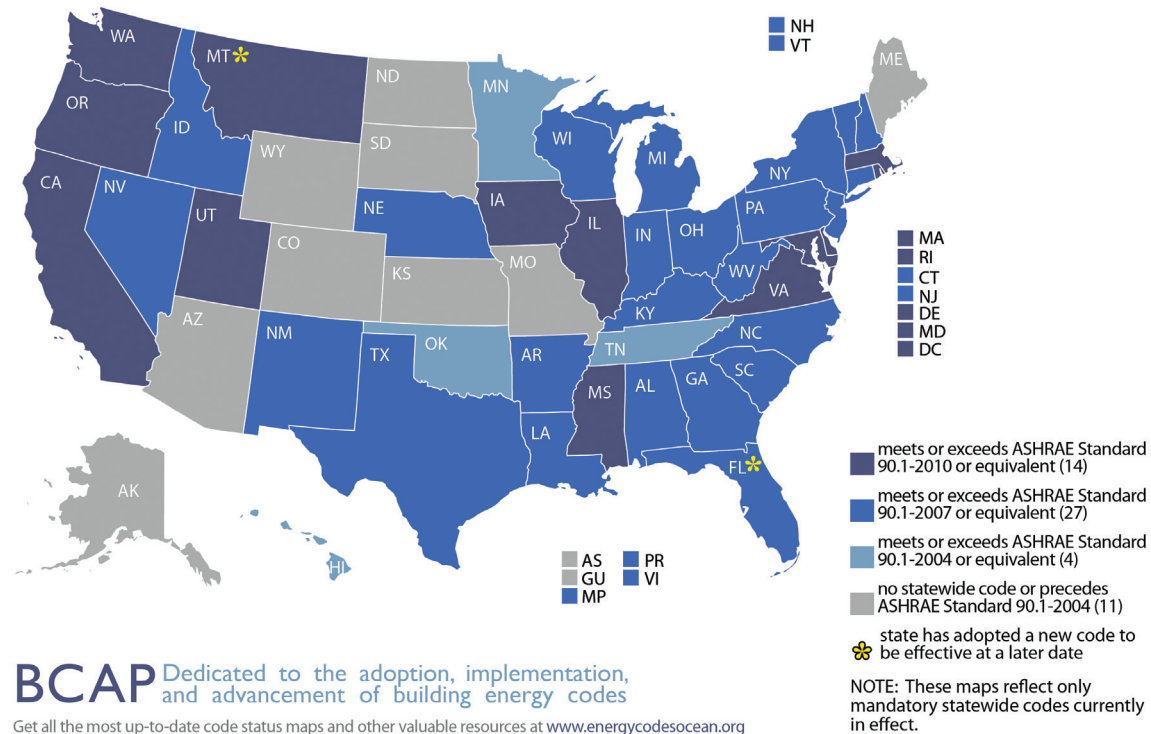 NH
VT
WA
MT
ND
MN
ME
OR
ID
WY
SD
WI
MI
NY
CA
NV
UT
NE
IA
PA
CO
IL
IN
OH
KS
MO
WV
VA
KY
MA
RI
CT
NJ
DE
MD
DC
AZ
NM
OK
TN
NC
TX
AR
SC
MS
AL
GA
LA
FL
AK
HI
AS
GU
MP
PR
VI
meets or exceeds ASHRAE Standard
90.1-2010 or equivalent (14)
meets or exceeds ASHRAE Standard
90.1-2007 or equivalent (27)
meets or exceeds ASHRAE Standard
90.1-2004 or equivalent (4)
no statewide code or precedes
ASHRAE Standard 90.1-2004 (11)
state has adopted a new code to
be effective at a later date
NOTE: These maps reflect only
mandatory statewide codes currently
in effect.
BCAP
Dedicated to the adoption, implementation,
and advancement of building energy codes
Get all the most up-to-date code status maps and other valuable resources at www.energycodesocean.org